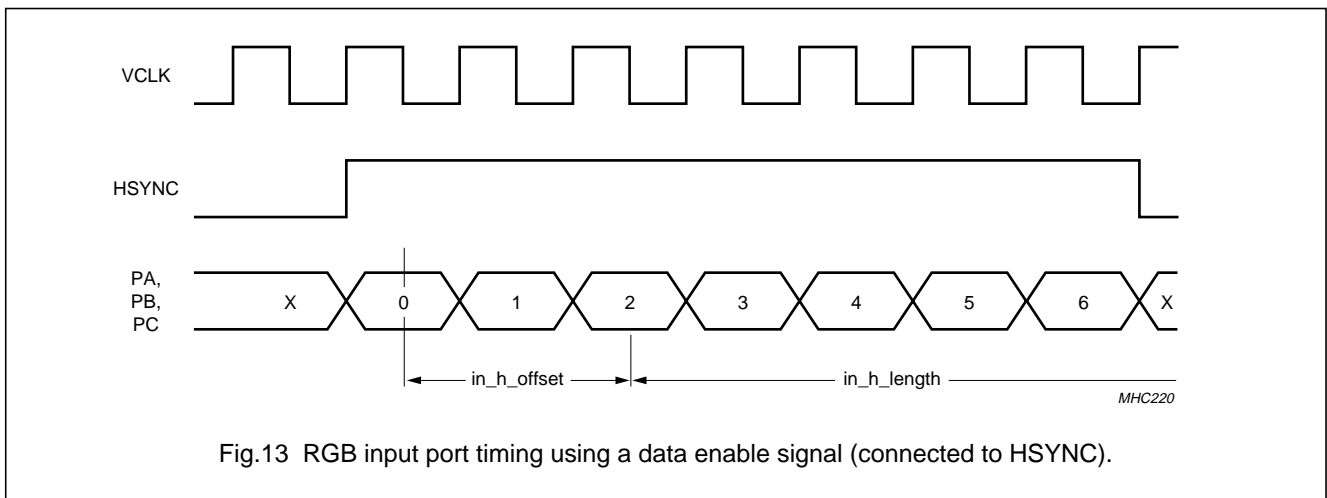 VCLK
HSYNC
PA,
PB,
PC
X
0
1
2
3
4
5
6
X
in_h_offset
in_h_length
MHC220
Fig.13 RGB input port timing using a data enable signal (connected to HSYNC).